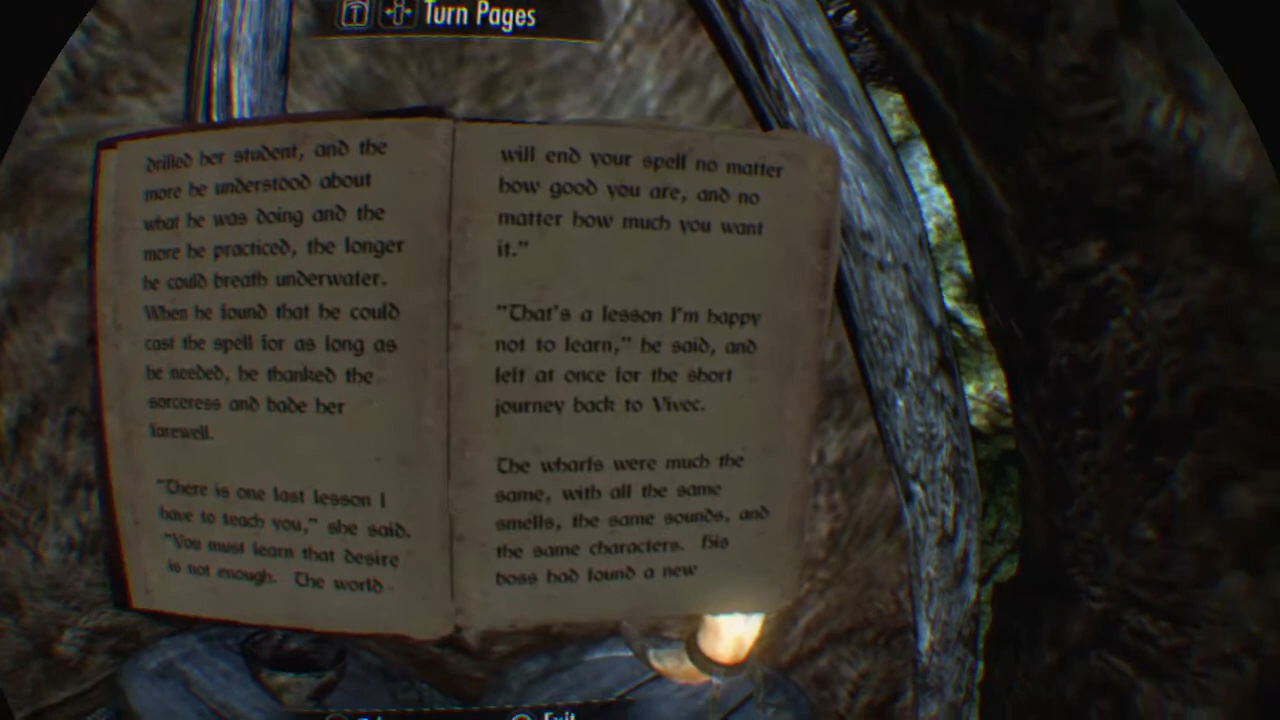 Turn Pages
drilled her student, and the
more he understood about
what he was doing and the
more he practiced, the longer
he could breath underwater.
When he found that he could
cast the spell for as long as
he needed, he thanked the
sorceress and bade her
farewell.
"There is one last lesson I
have to teach you," she said.
"You must learn that desire
is not enough. The world
will end your spell no matter
how good you are, and no
matter how much you want
it."
"That's a lesson I'm happy
not to learn," he said, and
left at once for the short
journey back to Vivec.
The wharfs were much the
same, with all the same
smells, the same sounds, and
the same characters. His
boss had found a new
Exit